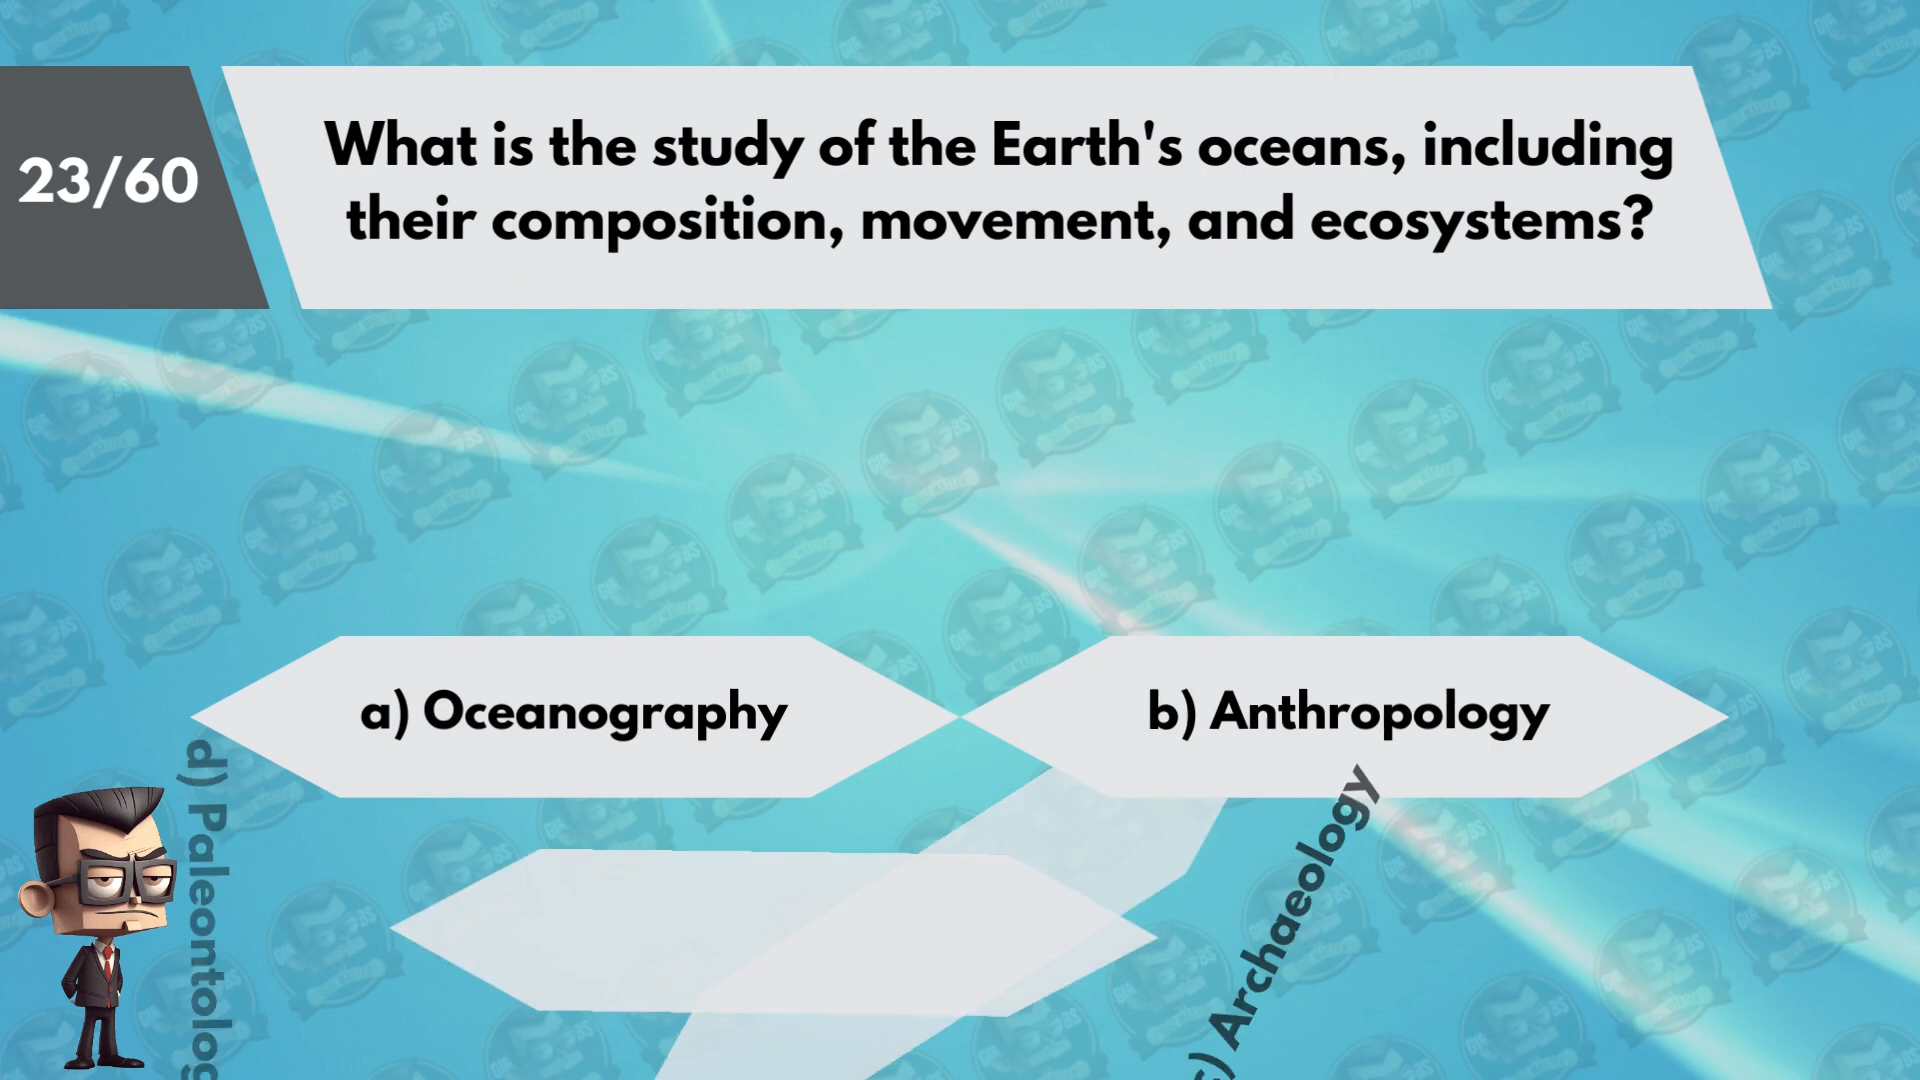 23/60
What is the study of the Earth's oceans, including
their composition, movement, and ecosystems?
a) Oceanography
b) Anthropology
c) Archaeology
d) Paleontolog